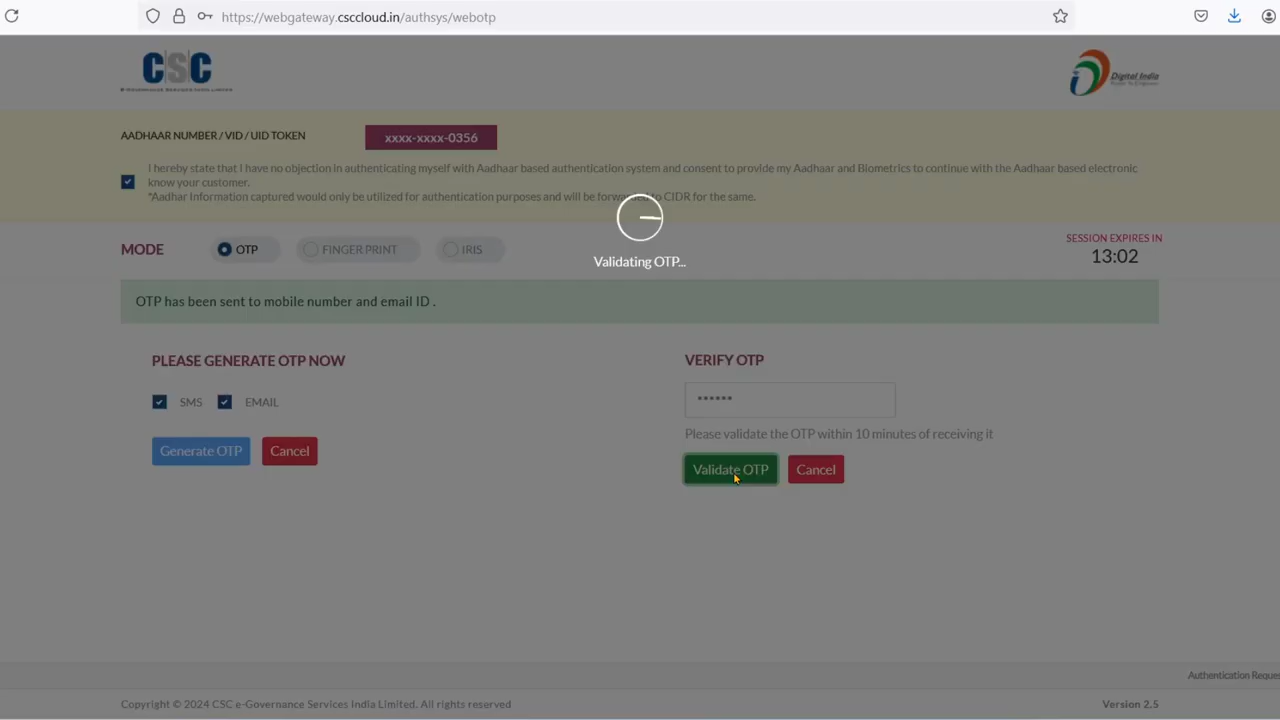 https://webgateway.csccloud.in/authsys/webotp
CSC
Digital India
AADHAAR NUMBER / VID / UID TOKEN
xxxx-xxxx-0356
I hereby state that I have no objection in authenticating myself with Aadhaar based authentication system and consent to provide my Aadhaar and Biometrics to continue with the Aadhaar based electronic
know your customer.
*Aadhar Information captured would only be utilized for authentication purposes and will be forwarded to CIDR for the same.
Validating OTP...
MODE
OTP
FINGER PRINT
IRIS
SESSION EXPIRES IN
13:02
OTP has been sent to mobile number and email ID .
PLEASE GENERATE OTP NOW
SMS
EMAIL
Generate OTP
Cancel
VERIFY OTP
******
Please validate the OTP within 10 minutes of receiving it
Validate OTP
Cancel
Authentication Reques
Copyright © 2024 CSC e-Governance Services India Limited. All rights reserved
Version 2.5